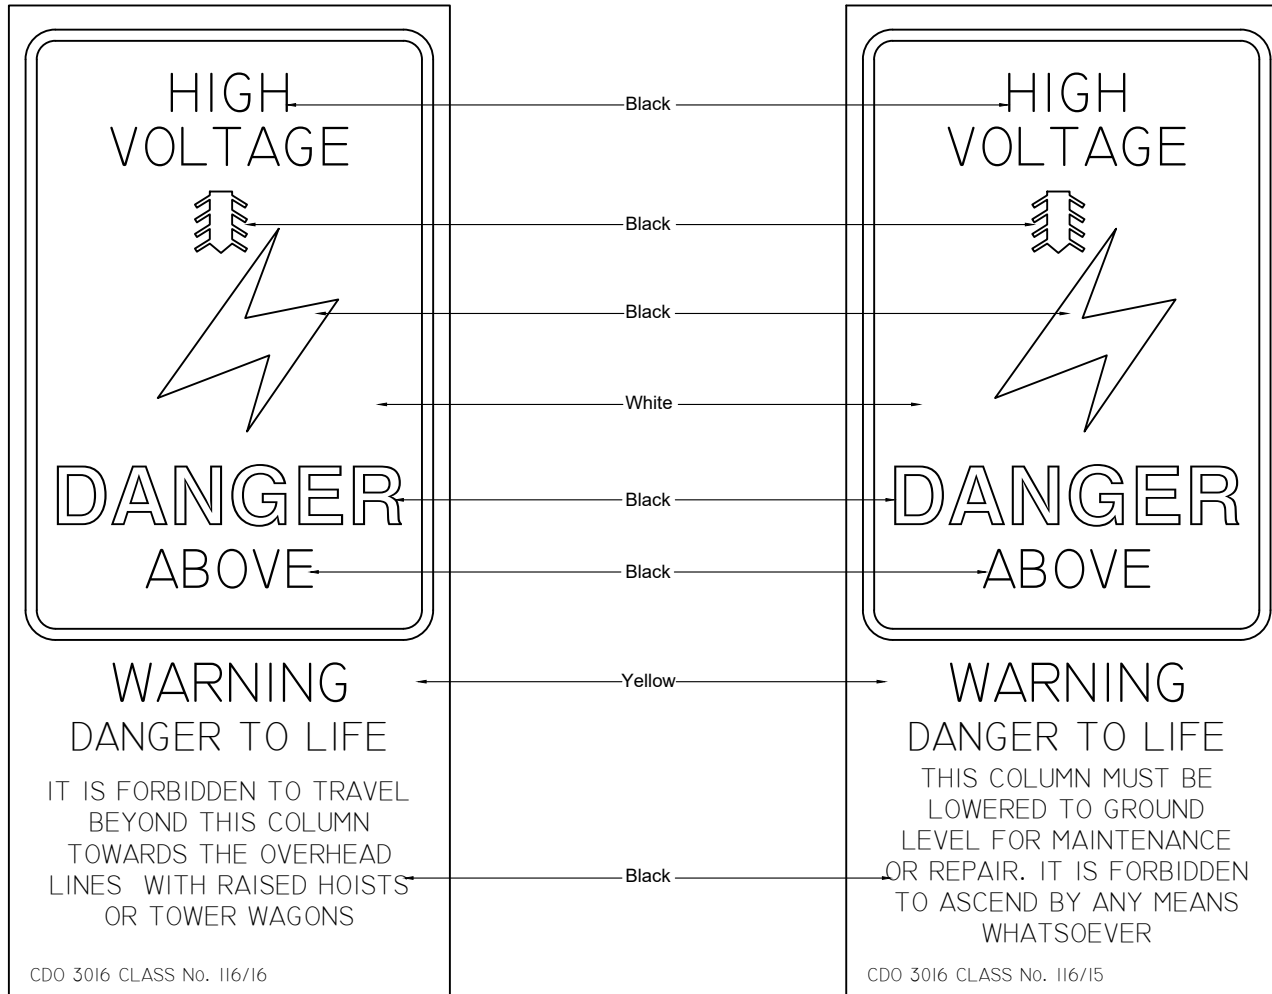 HIGH
VOLTAGE
DANGER
ABOVE
WARNING
DANGER TO LIFE
IT IS FORBIDDEN TO TRAVEL
BEYOND THIS COLUMN
TOWARDS THE OVERHEAD
LINES WITH RAISED HOISTS
OR TOWER WAGONS
CDO 3016 CLASS No. 116/16
Black
Black
Black
White
Black
Black
Yellow
Black
HIGH
VOLTAGE
DANGER
ABOVE
WARNING
DANGER TO LIFE
THIS COLUMN MUST BE
LOWERED TO GROUND
LEVEL FOR MAINTENANCE
OR REPAIR. IT IS FORBIDDEN
TO ASCEND BY ANY MEANS
WHATSOEVER
CDO 3016 CLASS No. 116/15